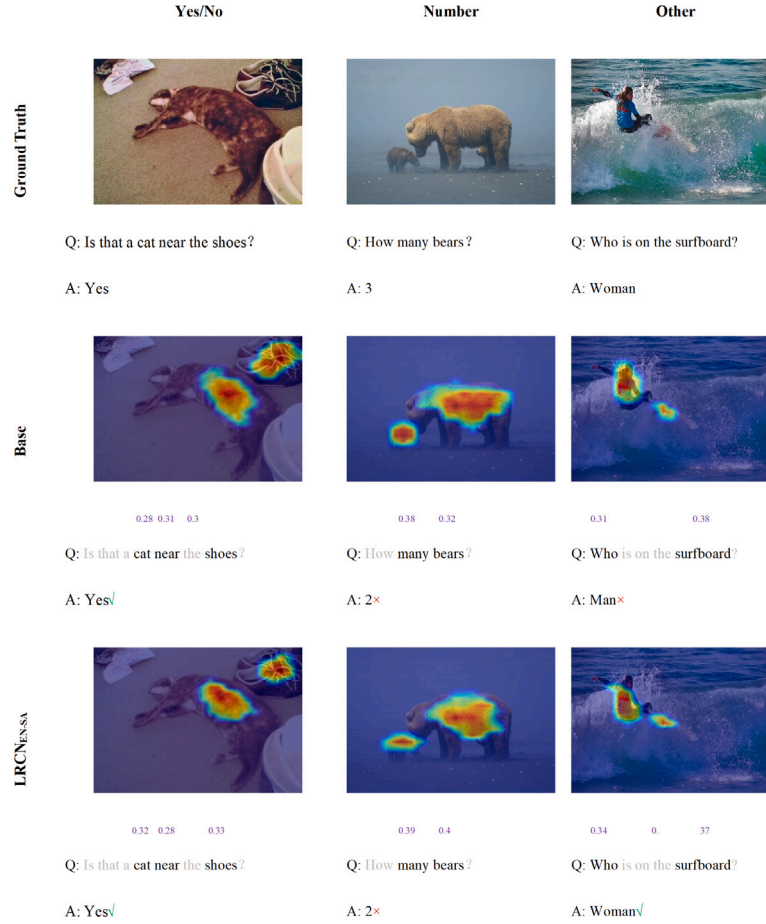 Yes/No Number Other
Ground Truth
Q: Is that a cat near the shoes? Q: How many bears? Q: Who is on the surfboard?
A: Yes A: 3 A: Woman
Base
0.28 0.31 0.3 0.38 0.32 0.31 0.38
Q: Is that a cat near the shoes? Q: How many bears? Q: Who is on the surfboard?
A: Yes√ A: 2× A: Man×
LRCNEN-SA
0.32 0.28 0.33 0.39 0.4 0.34 0. 37
Q: Is that a cat near the shoes? Q: How many bears? Q: Who is on the surfboard?
A: Yes√ A: 2× A: Woman√